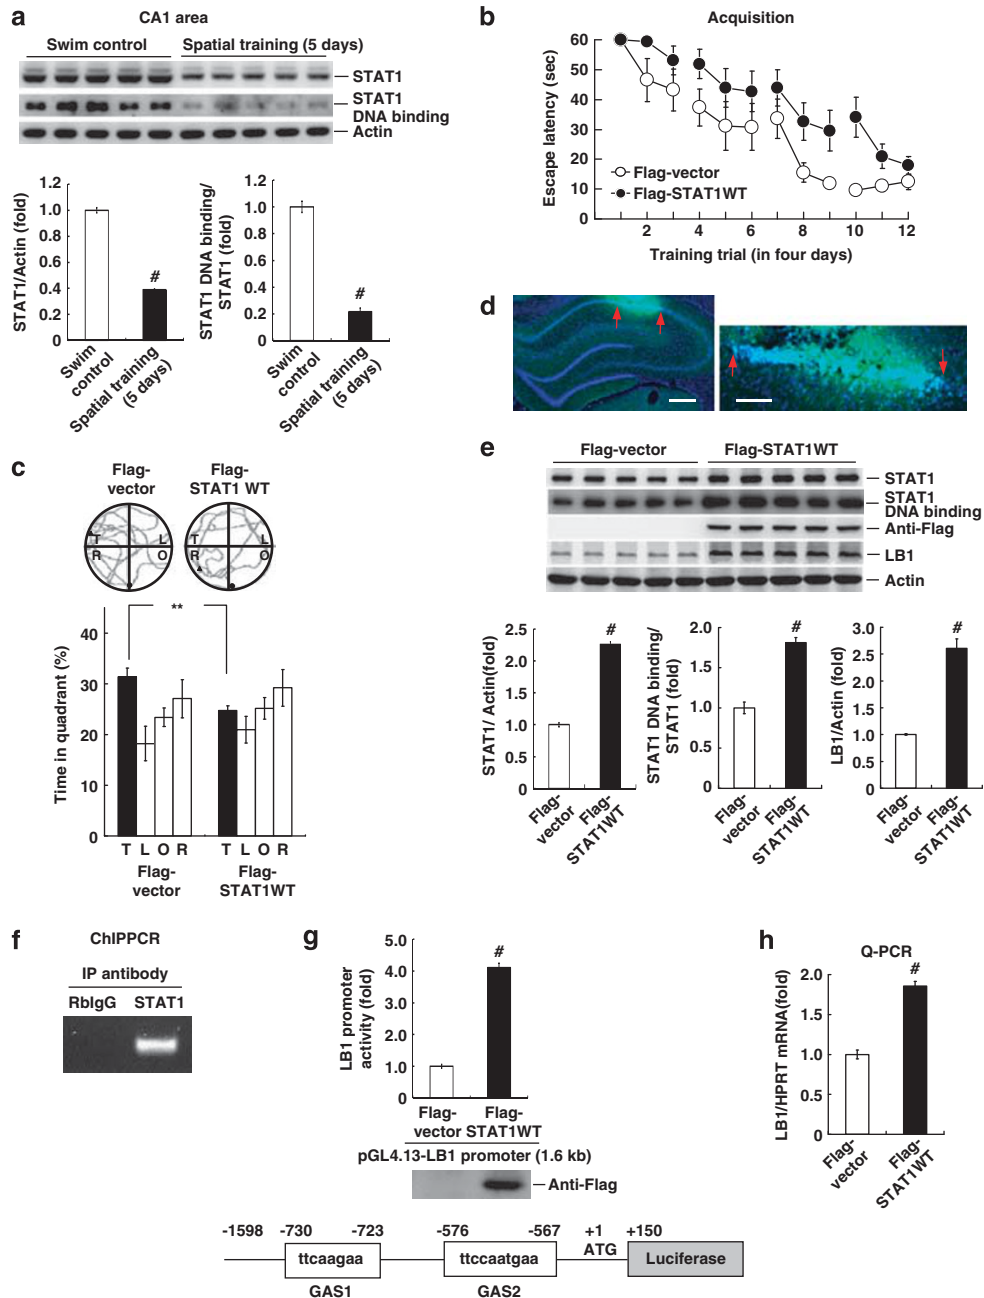 a
CA1 area
Swim control
Spatial training (5 days)
STAT1
STAT1
DNA binding
Actin
STAT1/Actin (fold)
1.2
1.0
0.8
0.6
0.4
0.2
0
#
Swim
control
Spatial training
(5 days)
STAT1 DNA binding/
STAT1 (fold)
1.2
1.0
0.8
0.6
0.4
0.2
0
#
Swim
control
Spatial training
(5 days)
b
Acquisition
Escape latency (sec)
60
50
40
30
20
10
0
Flag-vector
Flag-STAT1WT
2 4 6 8 10 12
Training trial (in four days)
c
Flag-
vector
Flag-
STAT1 WT
T L
R O
T L
R O
**
Time in quadrant (%)
40
30
20
10
0
T L O R
T L O R
Flag-
vector
Flag-
STAT1WT
d
e
Flag-vector
Flag-STAT1WT
STAT1
STAT1
DNA binding
Anti-Flag
LB1
Actin
STAT1/ Actin(fold)
2.5
2.0
1.5
1.0
0.5
0
#
Flag-
vector
Flag-
STAT1WT
STAT1 DNA binding/
STAT1 (fold)
2.0
1.5
1.0
0.5
0.0
#
Flag-
vector
Flag-
STAT1WT
LB1/Actin (fold)
3.0
2.5
2.0
1.5
1.0
0.5
0
#
Flag-
vector
Flag-
STAT1WT
f
ChIPPCR
IP antibody
RbIgG STAT1
g
LB1 promoter
activity (fold)
5.0
4.0
3.0
2.0
1.0
0
#
Flag-
vector
Flag-
STAT1WT
pGL4.13-LB1 promoter (1.6 kb)
Anti-Flag
-1598 -730 -723 -576 -567 +1 +150
ATG
ttcaagaa
ttccaatgaa
Luciferase
GAS1
GAS2
h
Q-PCR
LB1/HPRT mRNA(fold)
2.0
1.5
1.0
0.5
0
#
Flag-
vector
Flag-
STAT1WT